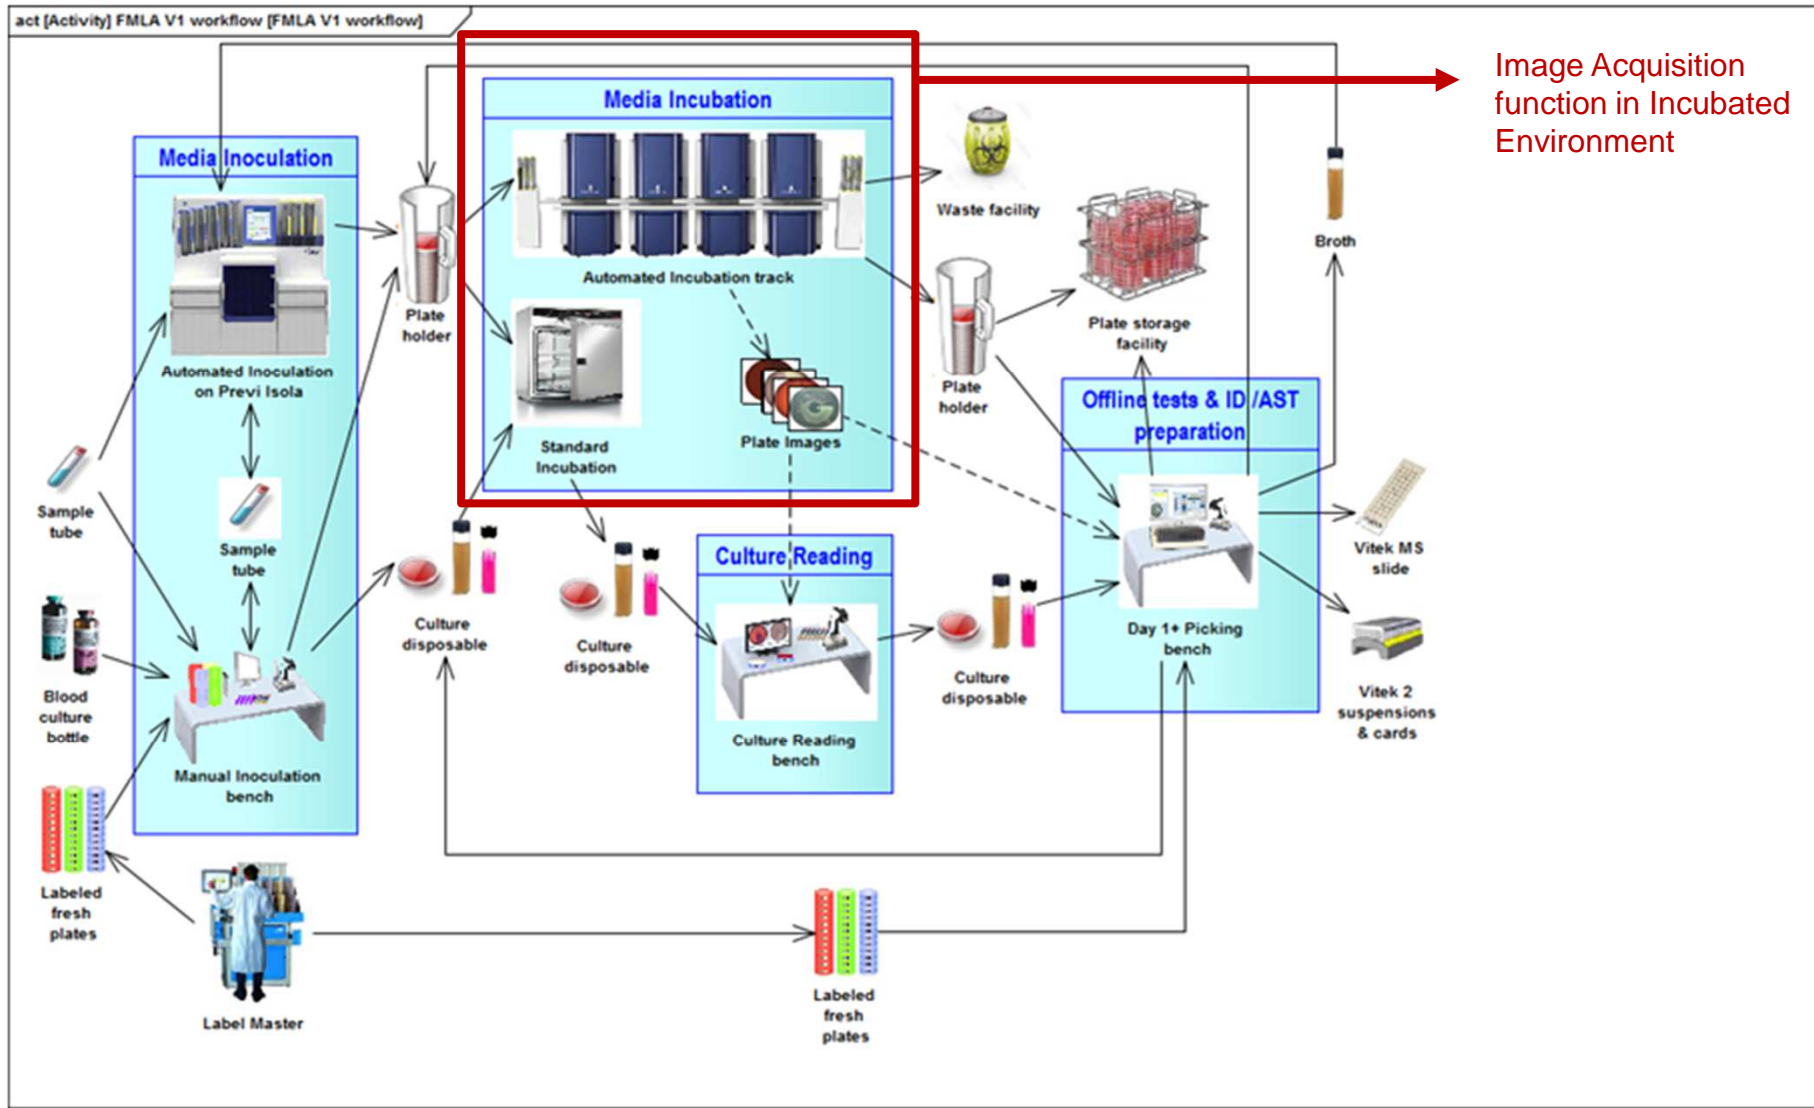 act [Activity] FMLA V1 workflow [FMLA V1 workflow]
Image Acquisition
function in Incubated
Environment
Media Incubation
Media Inoculation
Waste facility
Broth
Automated Incubation track
Plate
holder
Plate storage
facility
Automated Inoculation
on Previ Isola
Plate
holder
Offline tests & ID /AST
preparation
Standard
Incubation
Plate Images
Sample
tube
Sample
tube
Culture Reading
Vitek MS
slide
Culture
disposable
Culture
disposable
Day 1+ Picking
bench
Culture
disposable
Blood
culture
bottle
Vitek 2
suspensions
& cards
Culture Reading
bench
Manual Inoculation
bench
Labeled
fresh
plates
Label Master
Labeled
fresh
plates